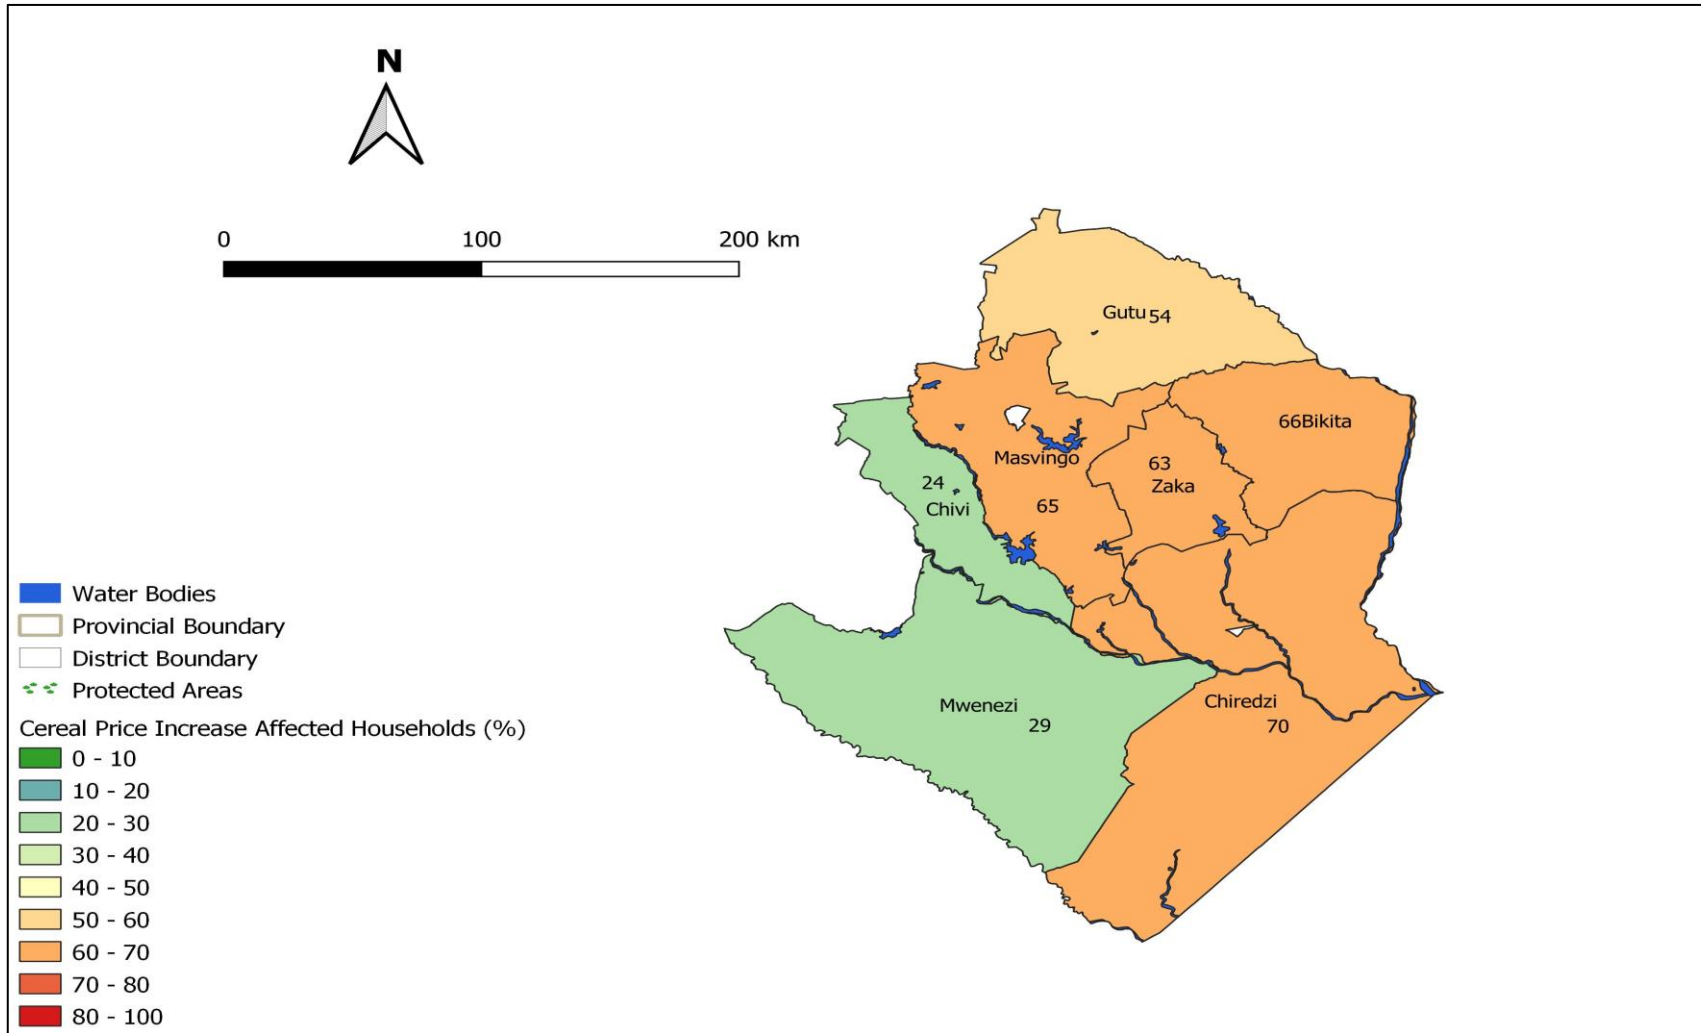 N
0 100 200 km
Gutu 54
66Bikita
Masvingo
63
Zaka
24
Chivi
65
Mwenezi
29
Chiredzi
70
Water Bodies
Provincial Boundary
District Boundary
Protected Areas
Cereal Price Increase Affected Households (%)
0 - 10
10 - 20
20 - 30
30 - 40
40 - 50
50 - 60
60 - 70
70 - 80
80 - 100